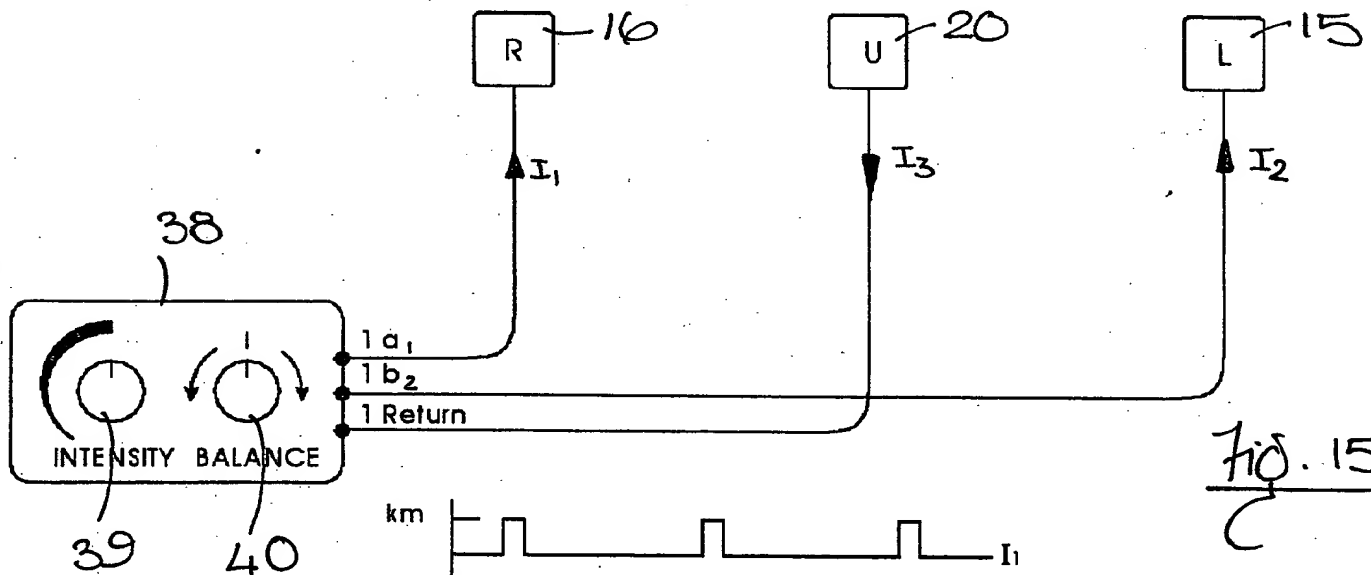 R 16
U 20
L 15
I₁
I₃
I₂
38
1 a₁
1 b₂
1 Return
INTENSITY BALANCE
39
40
Fig. 15
km
I₁